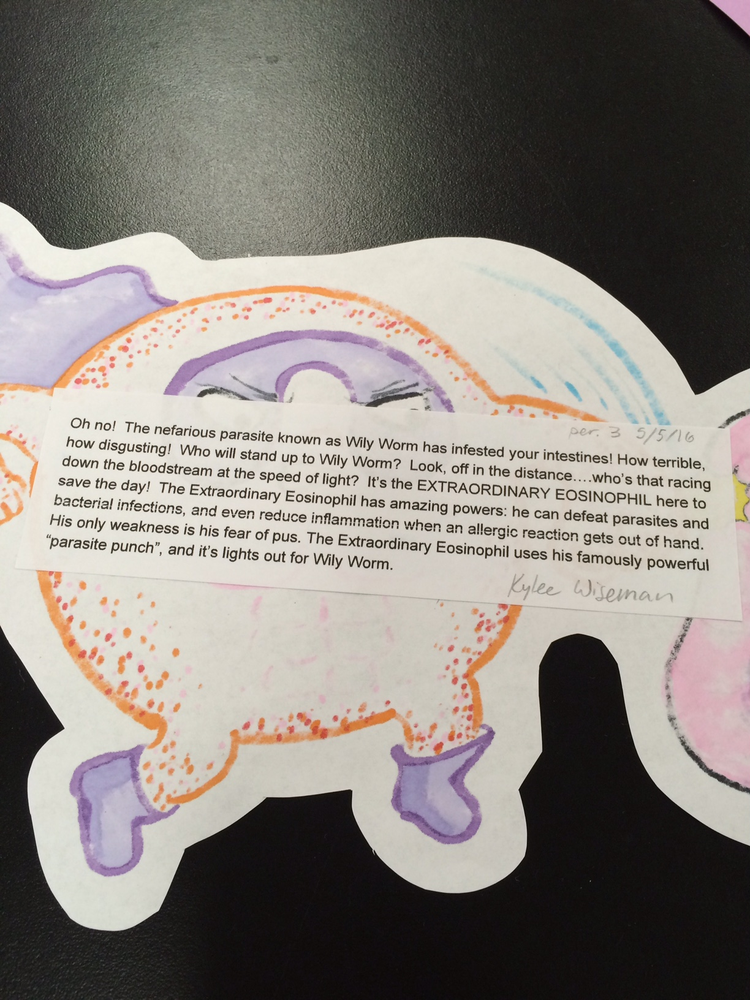 per. 3 5/5/16
Oh no! The nefarious parasite known as Wily Worm has infested your intestines! How terrible,
how disgusting! Who will stand up to Wily Worm? Look, off in the distance....who's that racing
down the bloodstream at the speed of light? It's the EXTRAORDINARY EOSINOPHIL here to
save the day! The Extraordinary Eosinophil has amazing powers: he can defeat parasites and
bacterial infections, and even reduce inflammation when an allergic reaction gets out of hand.
His only weakness is his fear of pus. The Extraordinary Eosinophil uses his famously powerful
“parasite punch”, and it's lights out for Wily Worm.
Kylee Wiseman